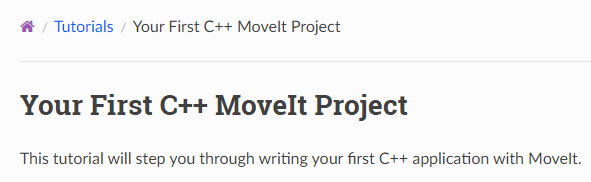 / Tutorials / Your First C++ MoveIt Project
Your First C++ MoveIt Project
This tutorial will step you through writing your first C++ application with MoveIt.